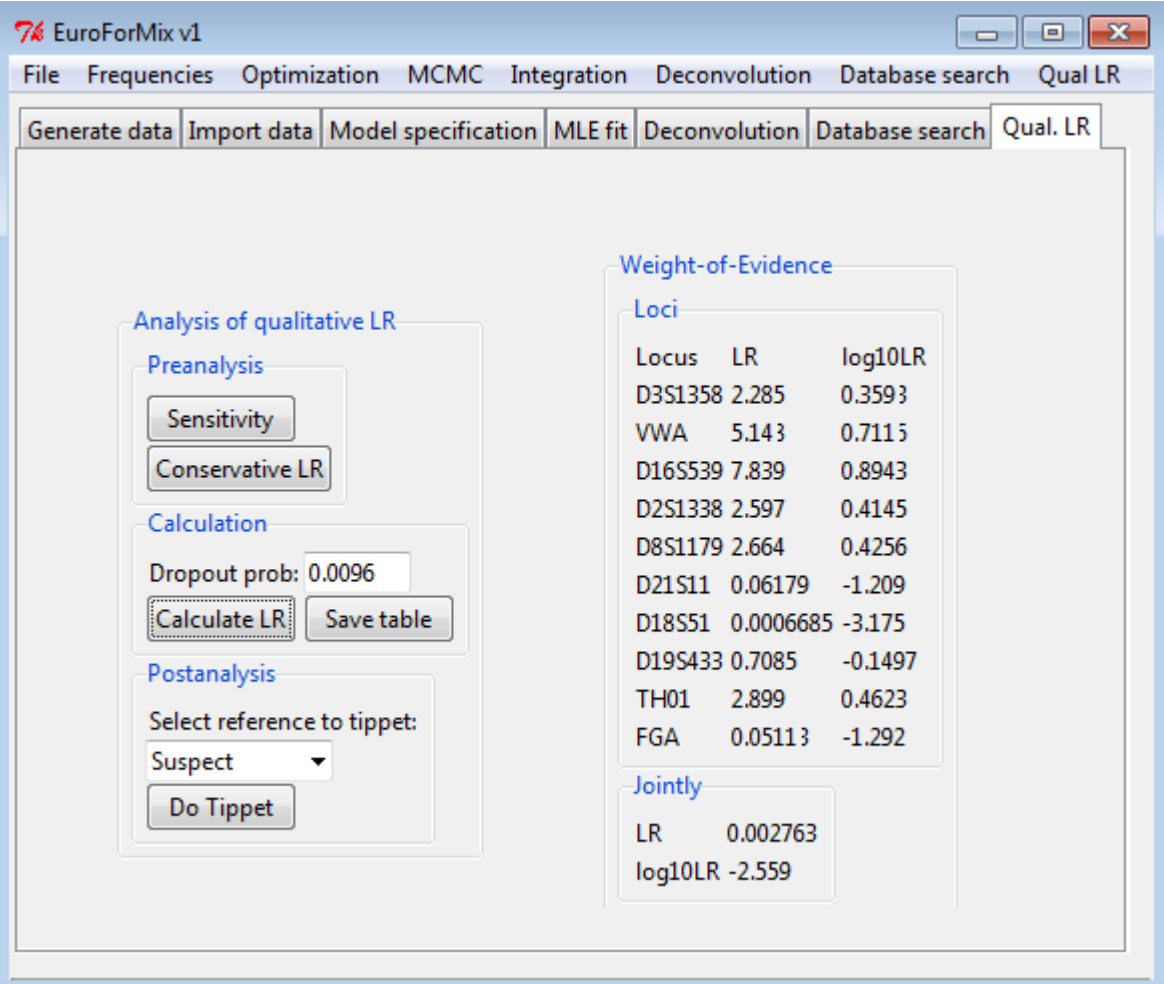 EuroForMix v1
File Frequencies Optimization MCMC Integration Deconvolution Database search Qual LR
Generate data Import data Model specification MLE fit Deconvolution Database search Qual. LR
Analysis of qualitative LR
Preanalysis
Sensitivity
Conservative LR
Calculation
Dropout prob: 0.0096
Calculate LR Save table
Postanalysis
Select reference to tippet:
Suspect
Do Tippet
Weight-of-Evidence
Loci
Locus LR log10LR
D3S1358 2.285 0.3593
VWA 5.143 0.7115
D16S539 7.839 0.8943
D2S1338 2.597 0.4145
D8S1179 2.664 0.4256
D21S11 0.06179 -1.209
D18S51 0.0006685 -3.175
D19S433 0.7085 -0.1497
TH01 2.899 0.4623
FGA 0.05113 -1.292
Jointly
LR 0.002763
log10LR -2.559